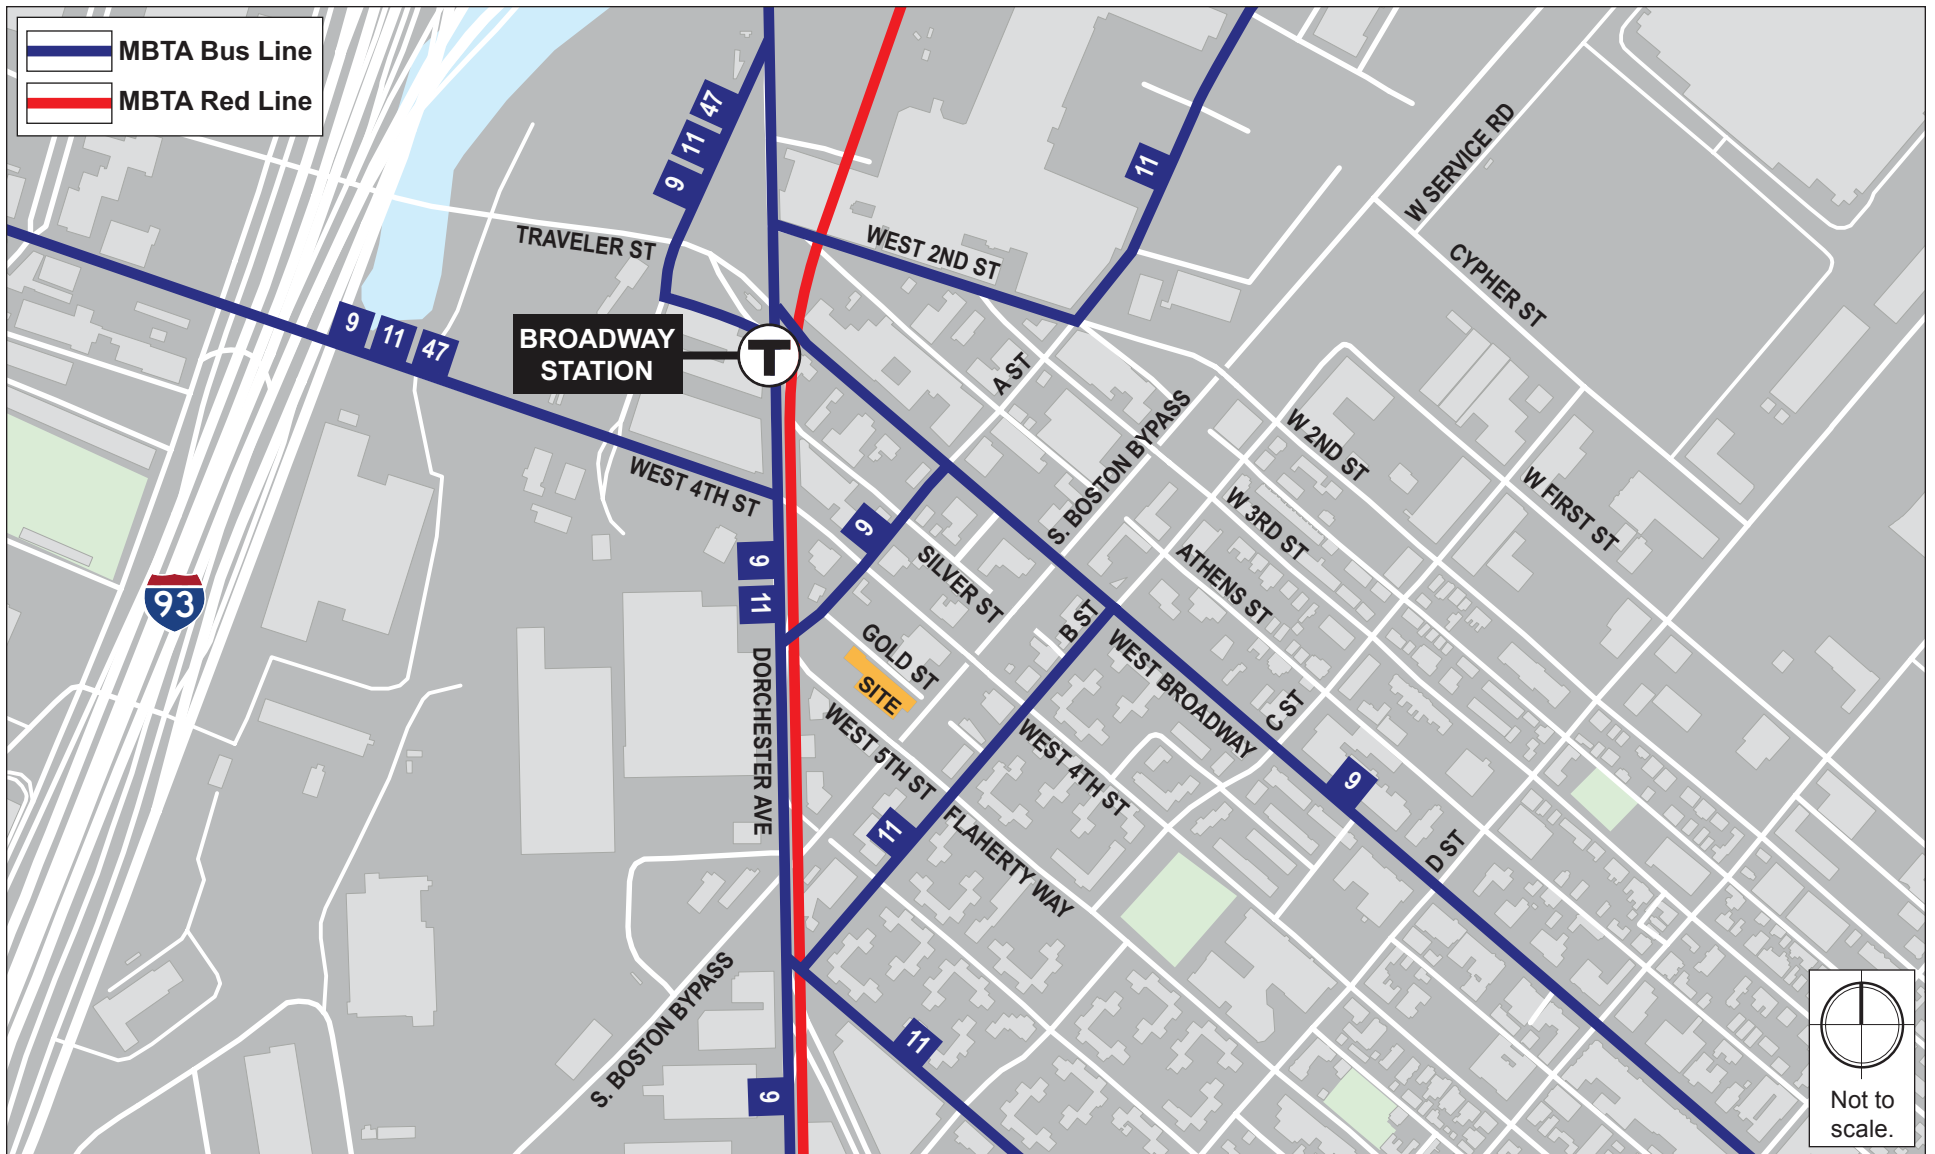 MBTA Bus Line
MBTA Red Line
47
11
9
11
W SERVICE RD
TRAVELER ST
WEST 2ND ST
CYPHER ST
9
11
47
BROADWAY
STATION
T
A ST
S. BOSTON BYPASS
W 2ND ST
W FIRST ST
W 3RD ST
ATHENS ST
WEST 4TH ST
9
9
11
SILVER ST
93
B ST
GOLD ST
SITE
WEST BROADWAY
C ST
DORCHESTER AVE
WEST 5TH ST
WEST 4TH ST
9
11
FLAHERTY WAY
D ST
S. BOSTON BYPASS
11
9
Not to
scale.